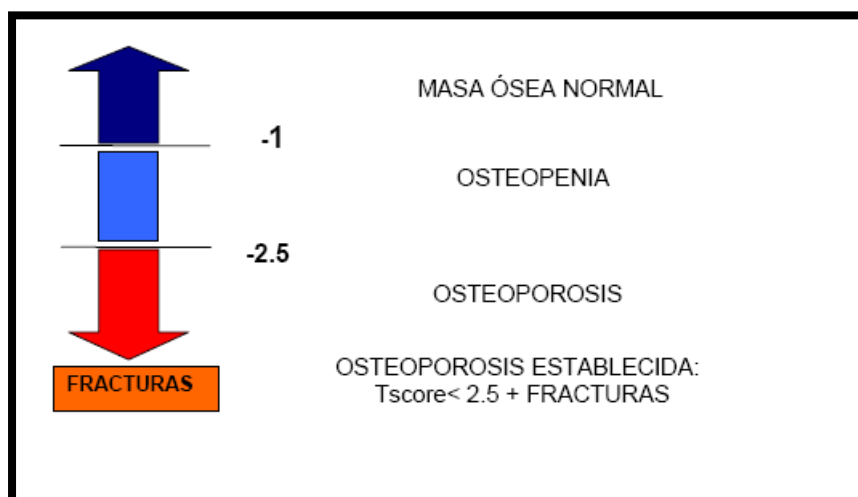 MASA ÓSEA NORMAL
-1
OSTEOPENIA
-2.5
OSTEOPOROSIS
FRACTURAS
OSTEOPOROSIS ESTABLECIDA:
Tscore< 2.5 + FRACTURAS